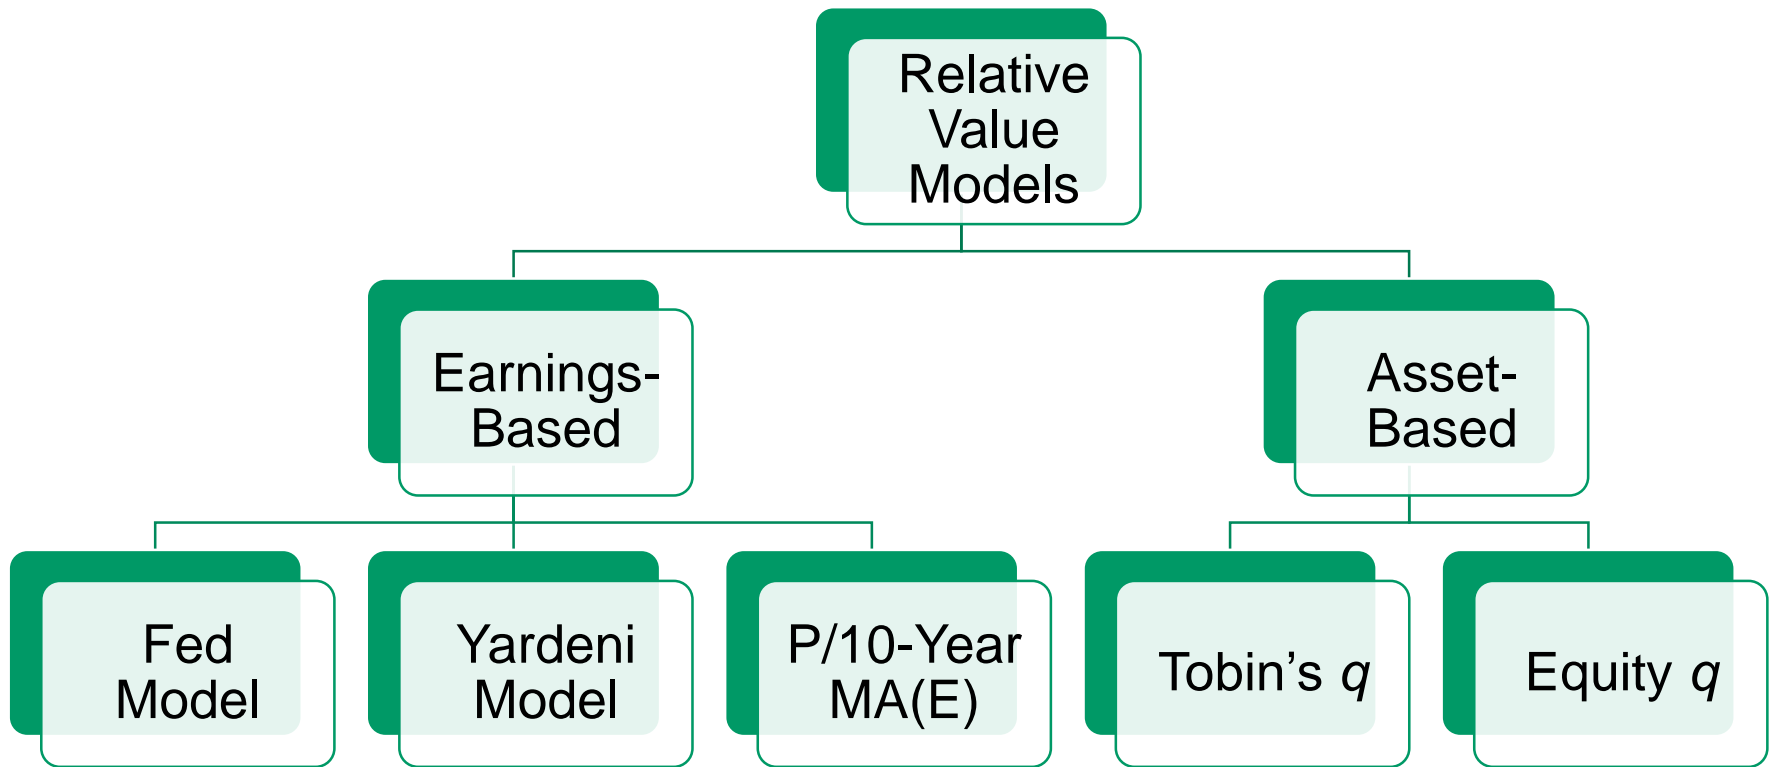 Relative
Value
Models
Earnings-
Based
Asset-
Based
Fed
Model
Yardeni
Model
P/10-Year
MA(E)
Tobin’s q
Equity q